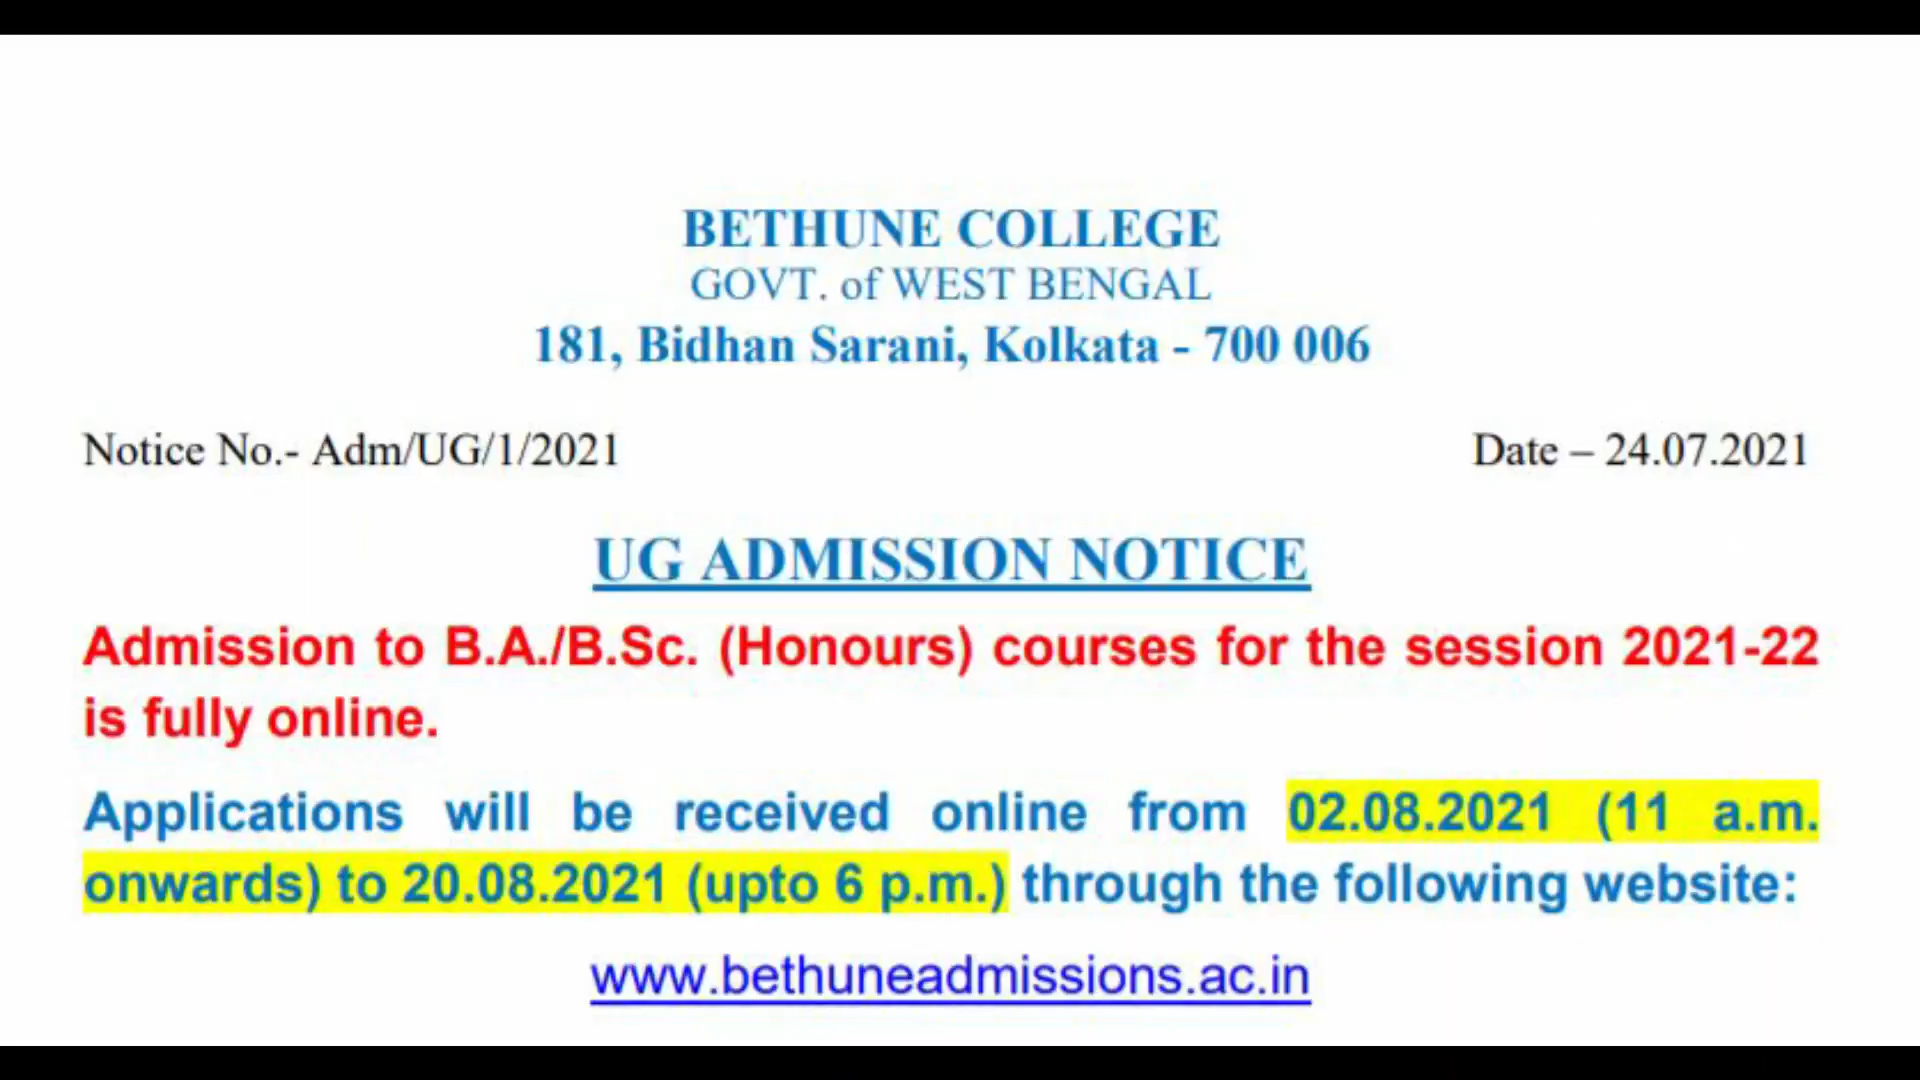 BETHUNE COLLEGE
GOVT. of WEST BENGAL
181, Bidhan Sarani, Kolkata - 700 006
Notice No.- Adm/UG/1/2021 Date – 24.07.2021
UG ADMISSION NOTICE
Admission to B.A./B.Sc. (Honours) courses for the session 2021-22
is fully online.
Applications will be received online from 02.08.2021 (11 a.m.
onwards) to 20.08.2021 (upto 6 p.m.) through the following website:
www.bethuneadmissions.ac.in